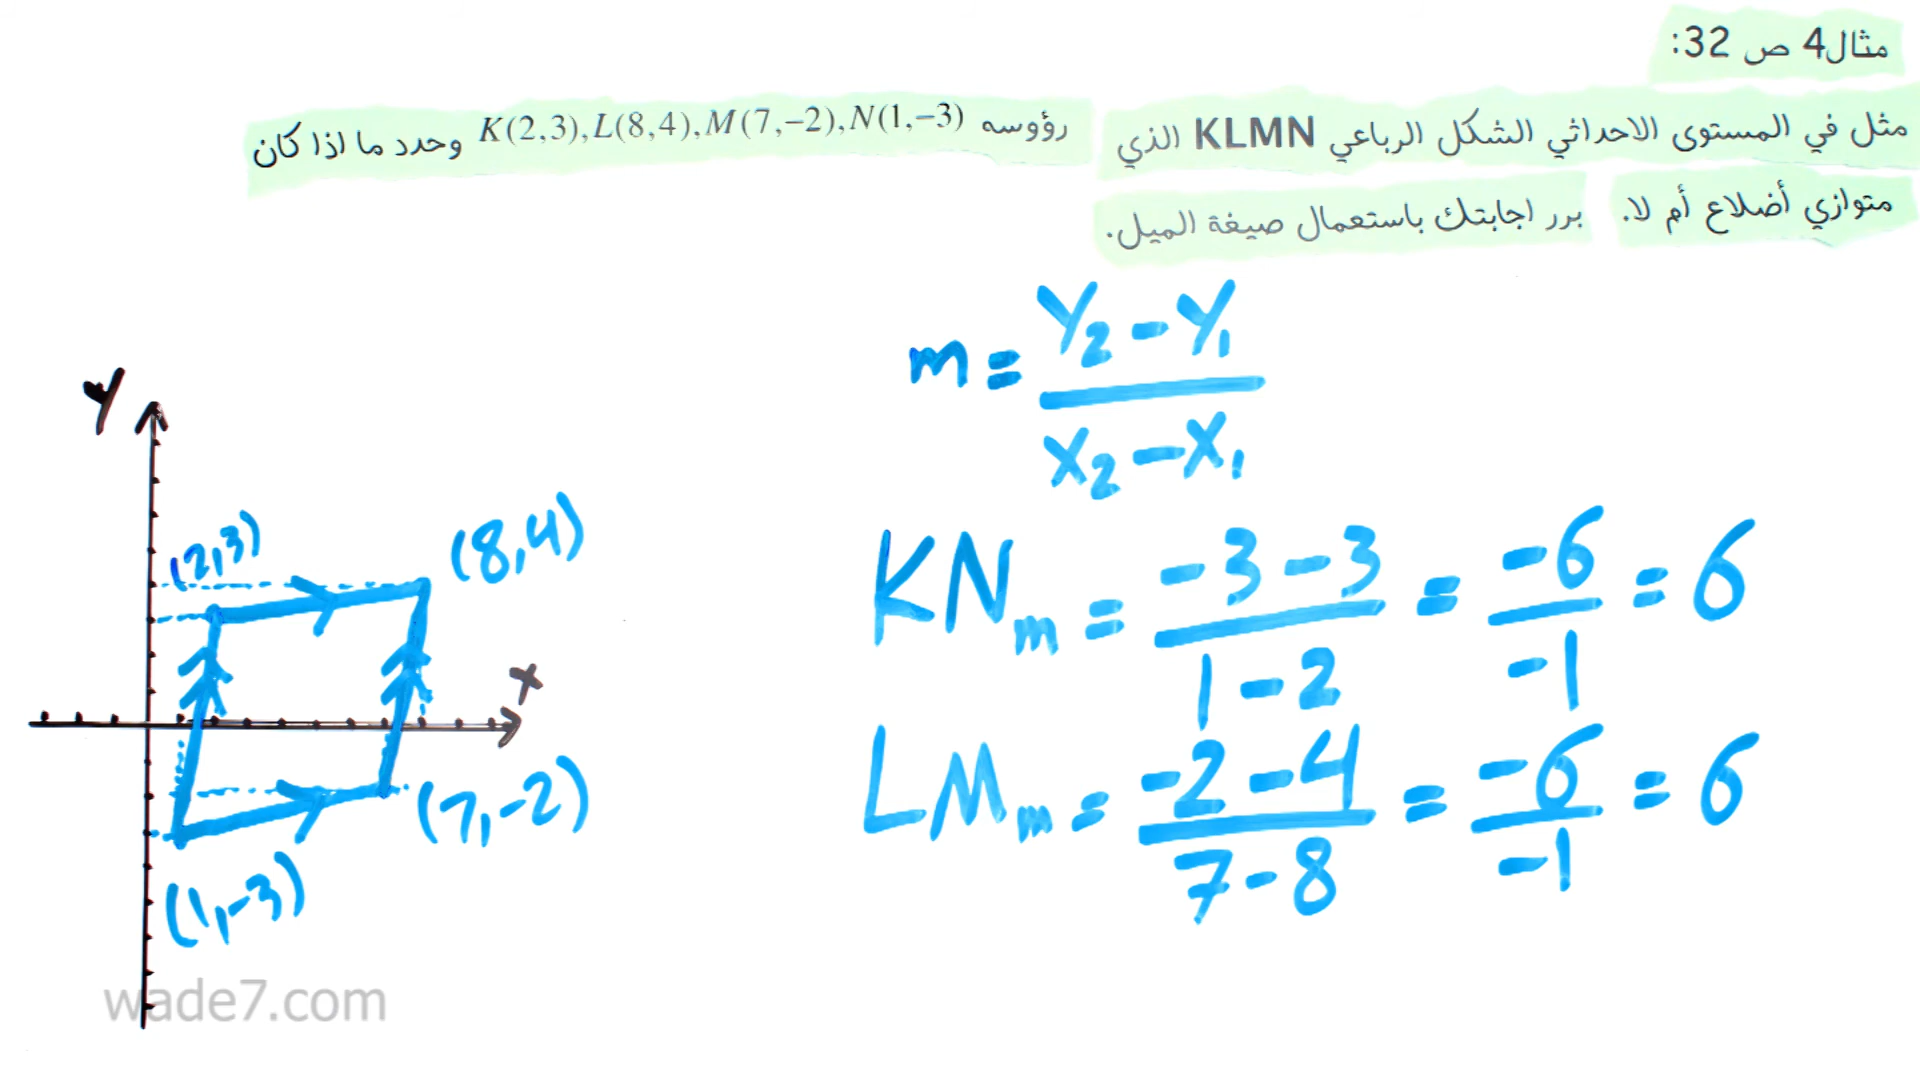 مثال4 ص 32:
مثل في المستوى الاحداثي الشكل الرباعي KLMN الذي رؤوسه K(2,3),L(8,4),M(7,−2),N(1,−3) وحدد ما اذا كان
متوازي أضلاع أم لا. برر اجابتك باستعمال صيغة الميل.
m = (Y₂ − Y₁) / (X₂ − X₁)
KN m = (-3-3) / (1-2) = -6 / -1 = 6
LM m = (-2-4) / (7-8) = -6 / -1 = 6
Y
(2,3)
(8,4)
X
(7,-2)
(1,-3)
wade7.com